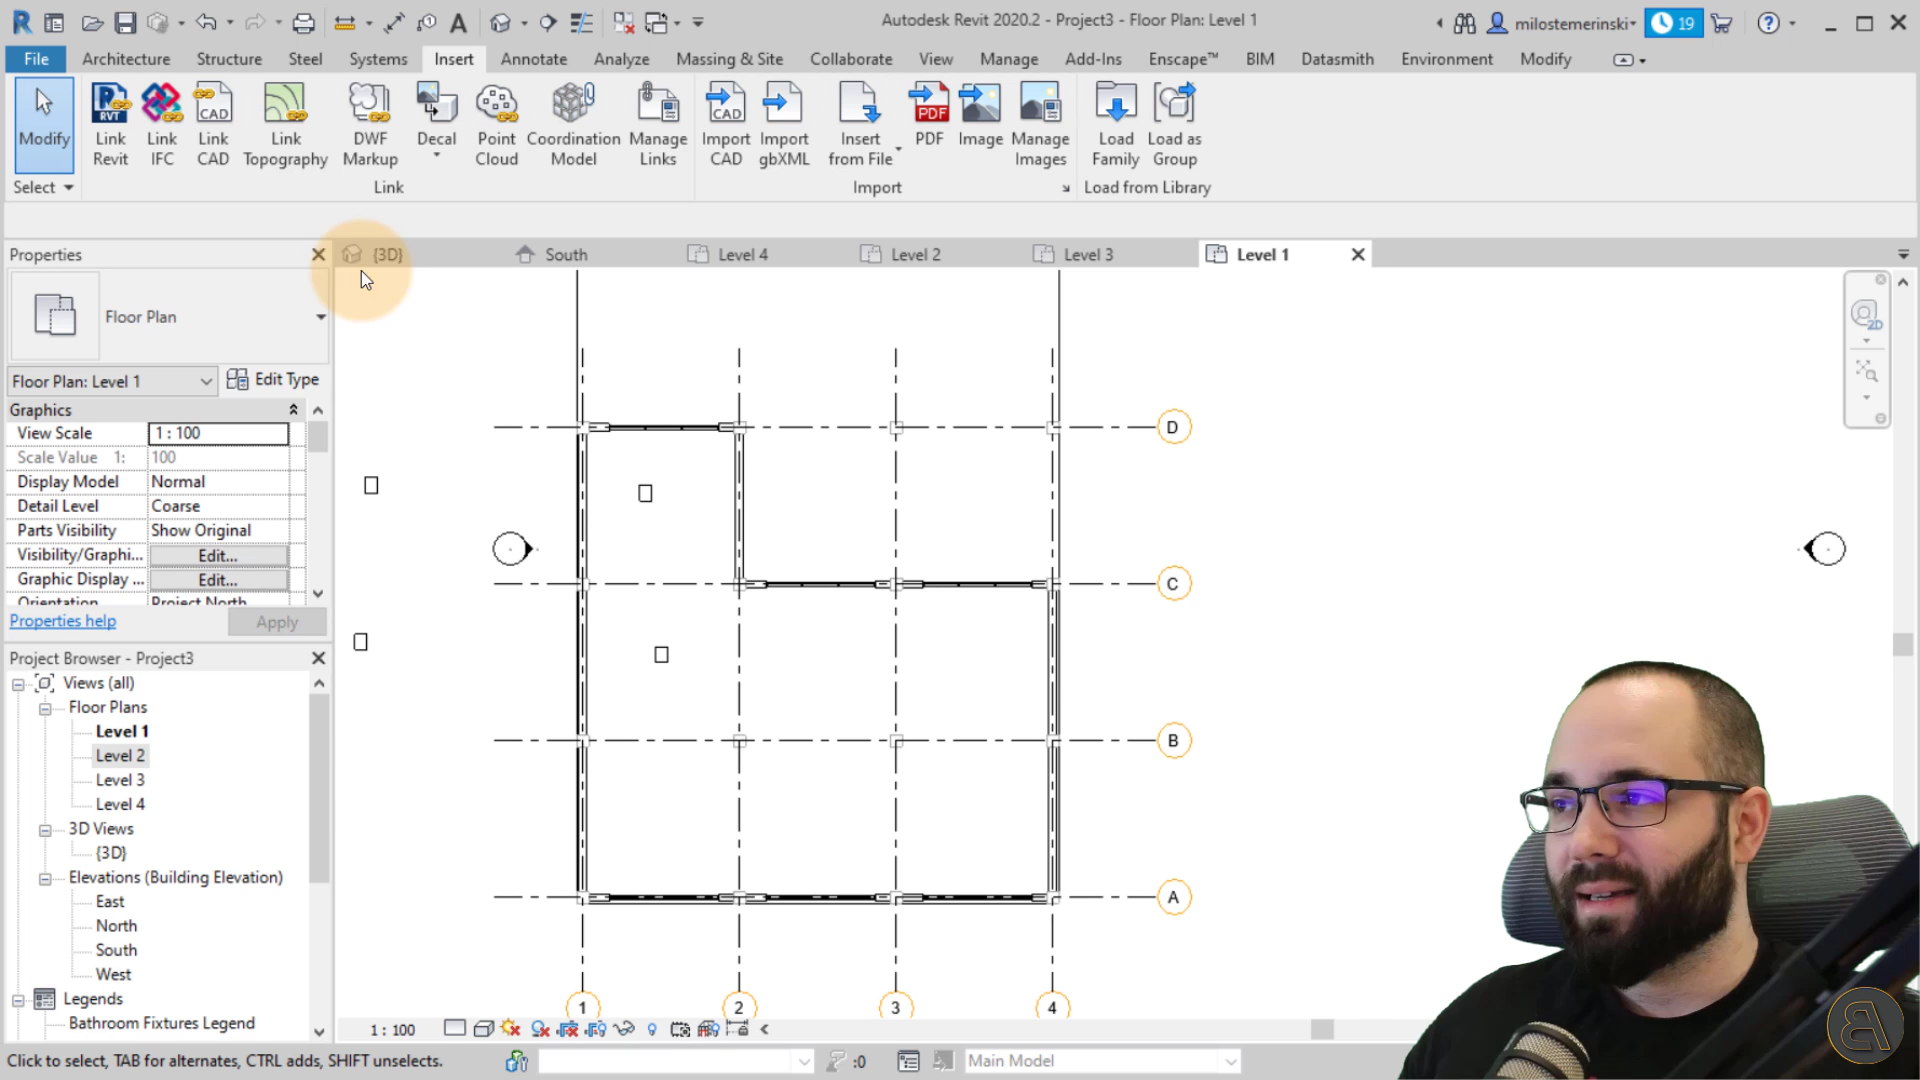 Autodesk Revit 2020.2 - Project3 - Floor Plan: Level 1
milostemerinski
19
File Architecture Structure Steel Systems Insert Annotate Analyze Massing & Site Collaborate View Manage Add-Ins Enscape™ BIM Datasmith Environment Modify
Modify
Link Revit
Link IFC
Link CAD
Link Topography
DWF Markup
Decal
Point Cloud
Coordination Model
Manage Links
Import CAD
Import gbXML
Insert from File
PDF
Image
Manage Images
Load Family
Load as Group
Select
Link
Import
Load from Library
Properties
{3D}
South
Level 4
Level 2
Level 3
Level 1
Floor Plan
Floor Plan: Level 1
Edit Type
Graphics
View Scale 1 : 100
Scale Value 1: 100
Display Model Normal
Detail Level Coarse
Parts Visibility Show Original
Visibility/Graphi... Edit...
Graphic Display ... Edit...
Orientation Project North
Properties help
Apply
Project Browser - Project3
Views (all)
Floor Plans
Level 1
Level 2
Level 3
Level 4
3D Views
{3D}
Elevations (Building Elevation)
East
North
South
West
Legends
Bathroom Fixtures Legend
2D
D
C
B
A
1 2 3 4
1 : 100
Click to select, TAB for alternates, CTRL adds, SHIFT unselects.
:0
Main Model